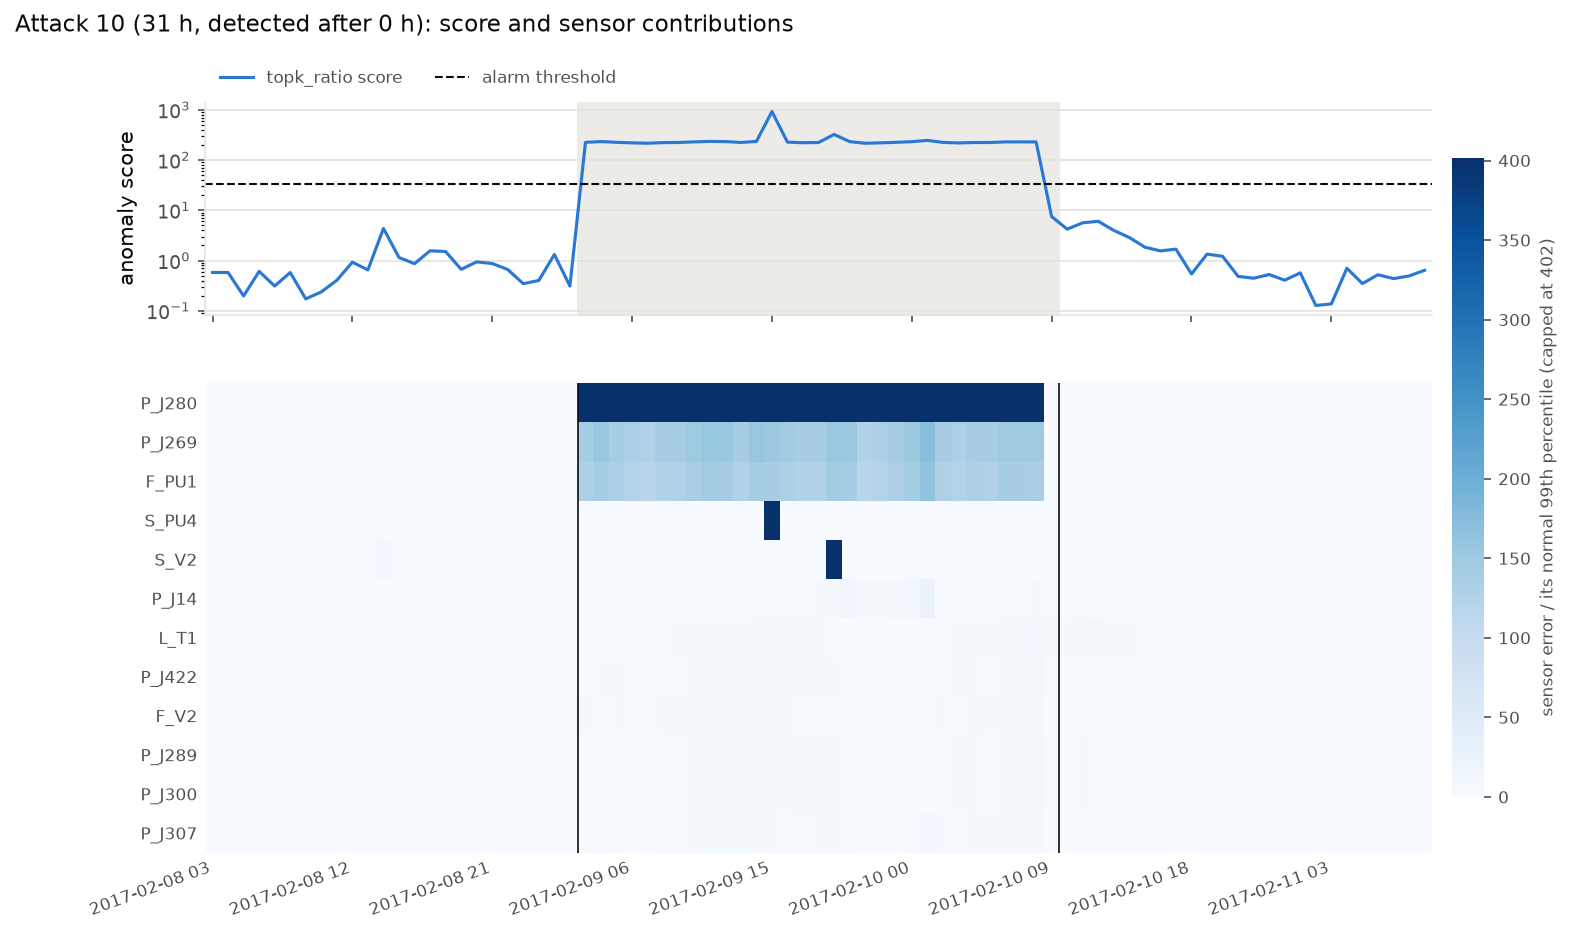 Attack 10 (31 h, detected after 0 h): score and sensor contributions
topk_ratio score
alarm threshold
anomaly score
10³
10²
10¹
10⁰
10⁻¹
P_J280
P_J269
F_PU1
S_PU4
S_V2
P_J14
L_T1
P_J422
F_V2
P_J289
P_J300
P_J307
2017-02-08 03
2017-02-08 12
2017-02-08 21
2017-02-09 06
2017-02-09 15
2017-02-10 00
2017-02-10 09
2017-02-10 18
2017-02-11 03
400
350
300
250
200
150
100
50
0
sensor error / its normal 99th percentile (capped at 402)